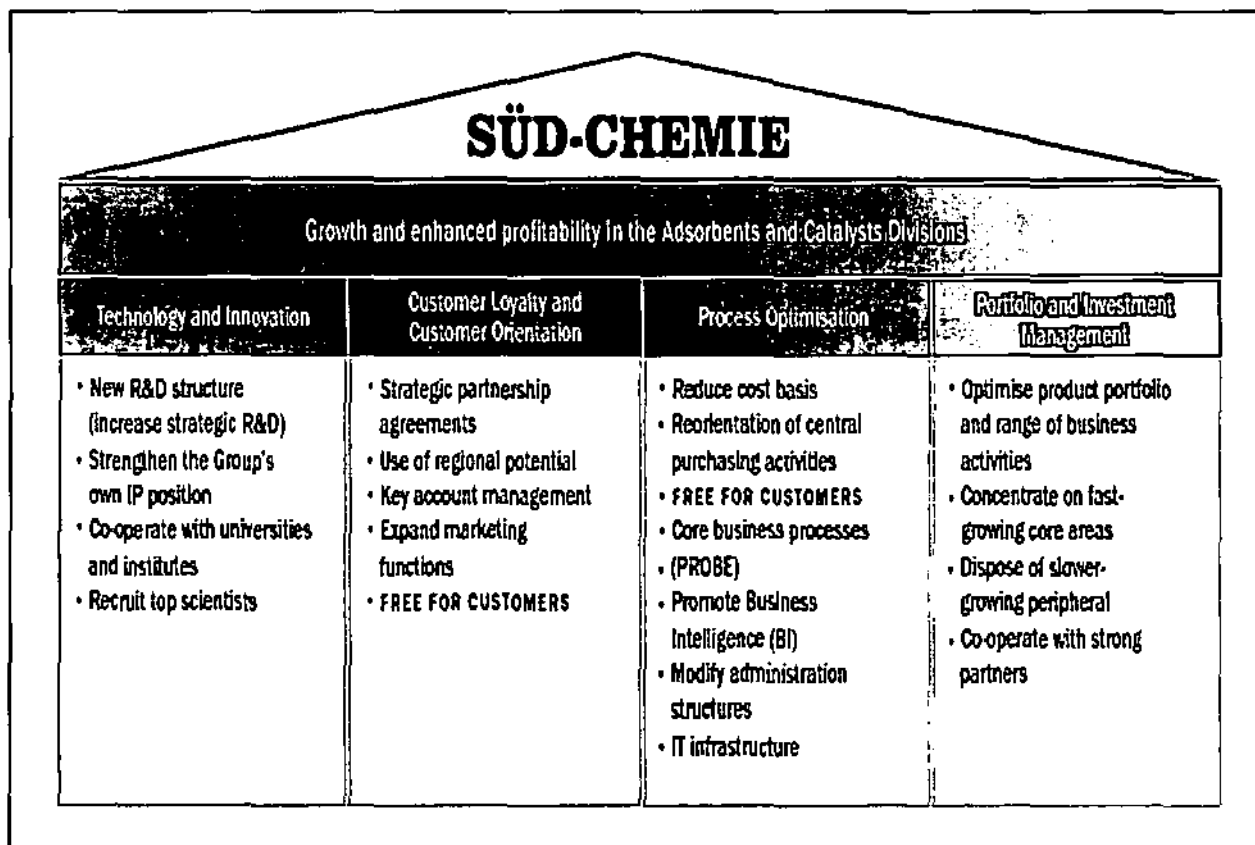 SÜD-CHEMIE
Growth and enhanced profitability in the Adsorbents and Catalysts Divisions
Technology and Innovation
• New R&D structure
(increase strategic R&D)
• Strengthen the Group's
own IP position
• Co-operate with universities
and institutes
• Recruit top scientists
Customer Loyalty and
Customer Orientation
• Strategic partnership
agreements
• Use of regional potential
• Key account management
• Expand marketing
functions
• FREE FOR CUSTOMERS
Process Optimisation
• Reduce cost basis
• Reorientation of central
purchasing activities
• FREE FOR CUSTOMERS
• Core business processes
• (PROBE)
• Promote Business
Intelligence (BI)
• Modify administration
structures
• IT infrastructure
Portfolio and Investment
Management
• Optimise product portfolio
and range of business
activities
• Concentrate on fast-
growing core areas
• Dispose of slower-
growing peripheral
• Co-operate with strong
partners